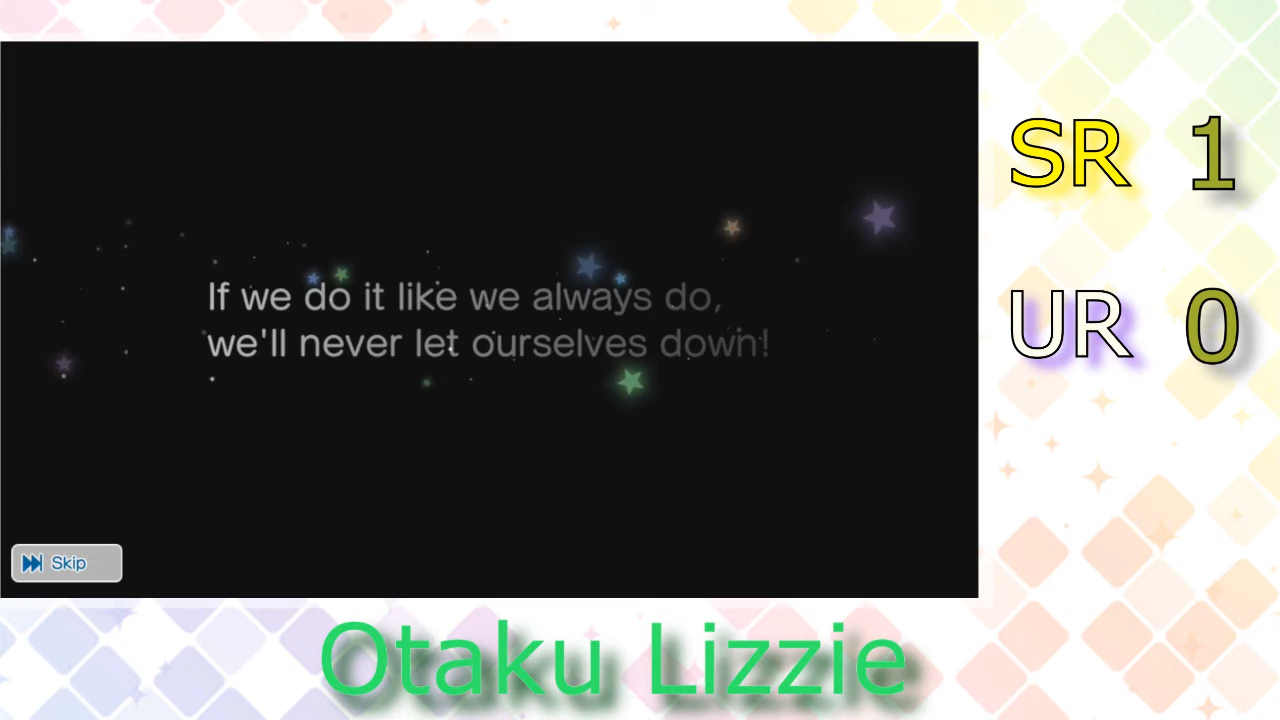 SR 1
If we do it like we always do,
we'll never let ourselves down!
UR 0
Skip
Otaku Lizzie